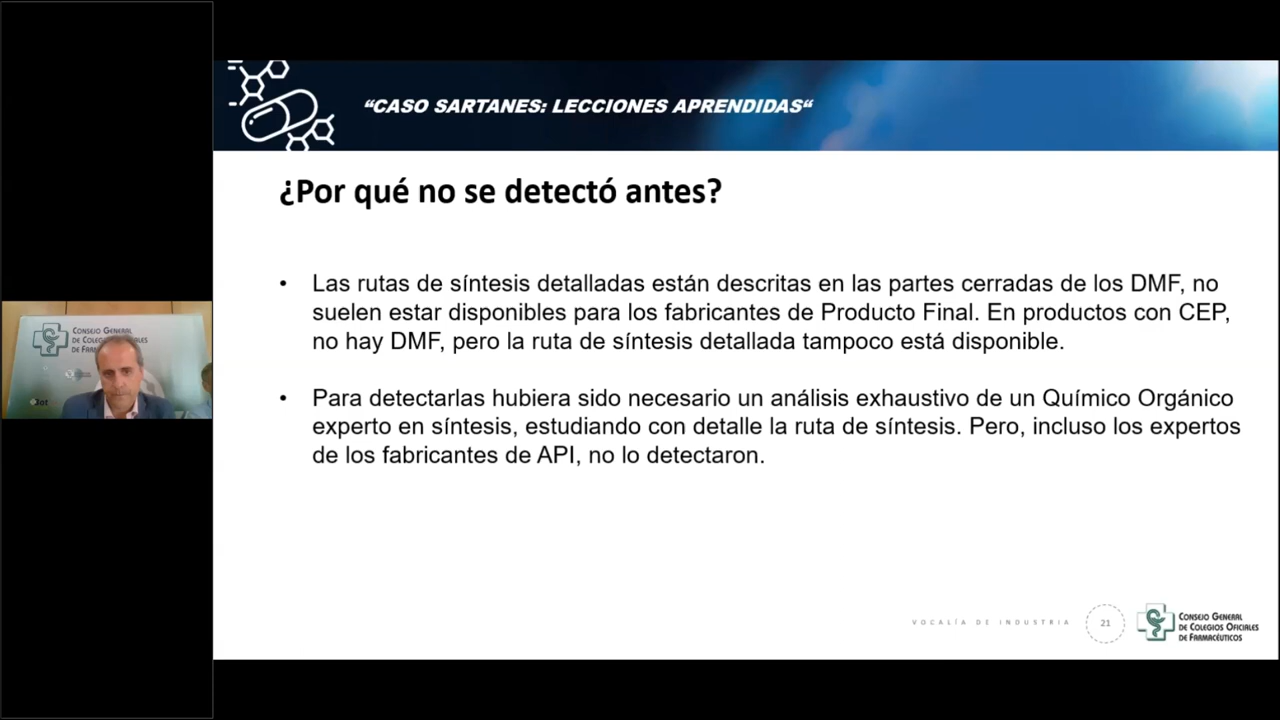 “CASO SARTANES: LECCIONES APRENDIDAS“
¿Por qué no se detectó antes?
• Las rutas de síntesis detalladas están descritas en las partes cerradas de los DMF, no
suelen estar disponibles para los fabricantes de Producto Final. En productos con CEP,
no hay DMF, pero la ruta de síntesis detallada tampoco está disponible.
• Para detectarlas hubiera sido necesario un análisis exhaustivo de un Químico Orgánico
experto en síntesis, estudiando con detalle la ruta de síntesis. Pero, incluso los expertos
de los fabricantes de API, no lo detectaron.
CONSEJO GENERAL
DE COLEGIOS OFICIALES
VOCALÍA DE INDUSTRIA
21
CONSEJO GENERAL
DE COLEGIOS OFICIALES
DE FARMACÉUTICOS